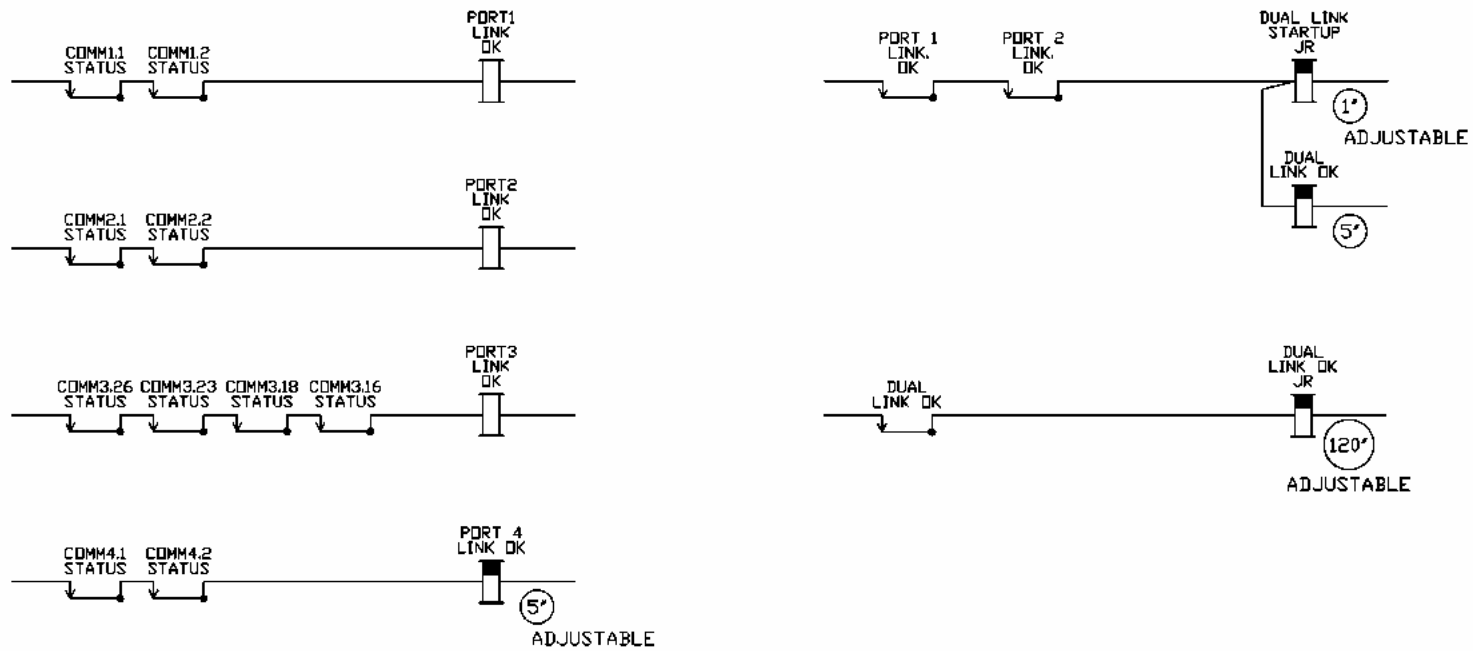 PORT1
LINK
OK
COMM1.1 COMM1.2
STATUS STATUS
PORT2
LINK
OK
COMM2.1 COMM2.2
STATUS STATUS
PORT3
LINK
OK
COMM3.26 COMM3.23 COMM3.18 COMM3.16
STATUS STATUS STATUS STATUS
PORT 4
LINK OK
COMM4.1 COMM4.2
STATUS STATUS
5"
ADJUSTABLE
DUAL LINK
STARTUP
JR
PORT 1 PORT 2
LINK. LINK.
OK OK
1"
ADJUSTABLE
DUAL
LINK OK
5"
DUAL
LINK OK
JR
DUAL
LINK OK
120"
ADJUSTABLE